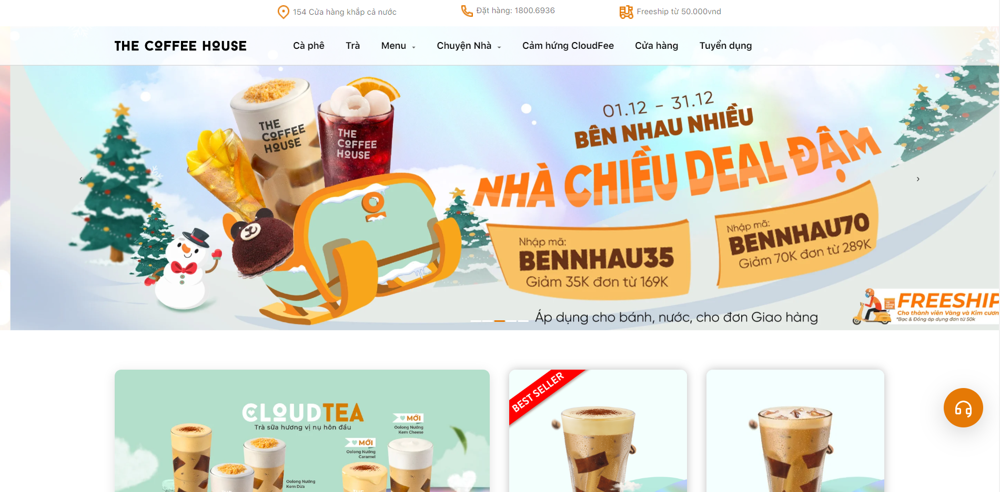 154 Cửa hàng khắp cả nước
Đặt hàng: 1800.6936
Freeship từ 50.000vnd
THE COFFEE HOUSE
Cà phê
Trà
Menu
Chuyện Nhà
Cảm hứng CloudFee
Cửa hàng
Tuyển dụng
THE
COFFEE
HOUSE
THE
COFFEE
HOUSE
01.12 - 31.12
BÊN NHAU NHIỀU
NHÀ CHIỀU DEAL ĐẬM
Nhập mã:
BENNHAU35
Giảm 35K đơn từ 169K
Nhập mã:
BENNHAU70
Giảm 70K đơn từ 289K
Áp dụng cho bánh, nước, cho đơn Giao hàng
FREESHIP
Cho thành viên Vàng và Kim cươn
*Bạc & Đồng áp dụng đơn từ 50k
CLOUDTEA
Trà sữa hương vị nụ hôn đầu
MỚI
Oolong Nướng
Kem Cheese
MỚI
Oolong Nướng
Caramel
Oolong Nướng
Kem Dừa
THE
BEST SELLER